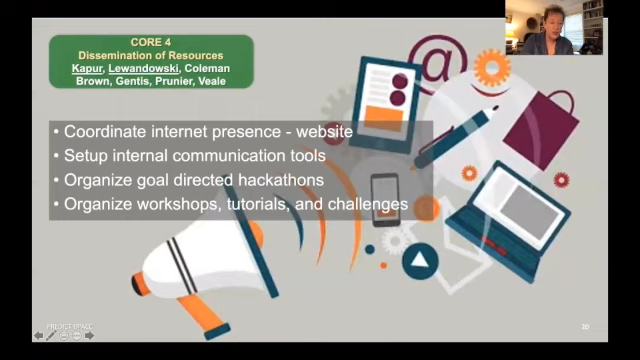 CORE 4
Dissemination of Resources
Kapur, Lewandowski, Coleman
Brown, Gentis, Prunier, Veale
• Coordinate internet presence - website
• Setup internal communication tools
• Organize goal directed hackathons
• Organize workshops, tutorials, and challenges
@
20